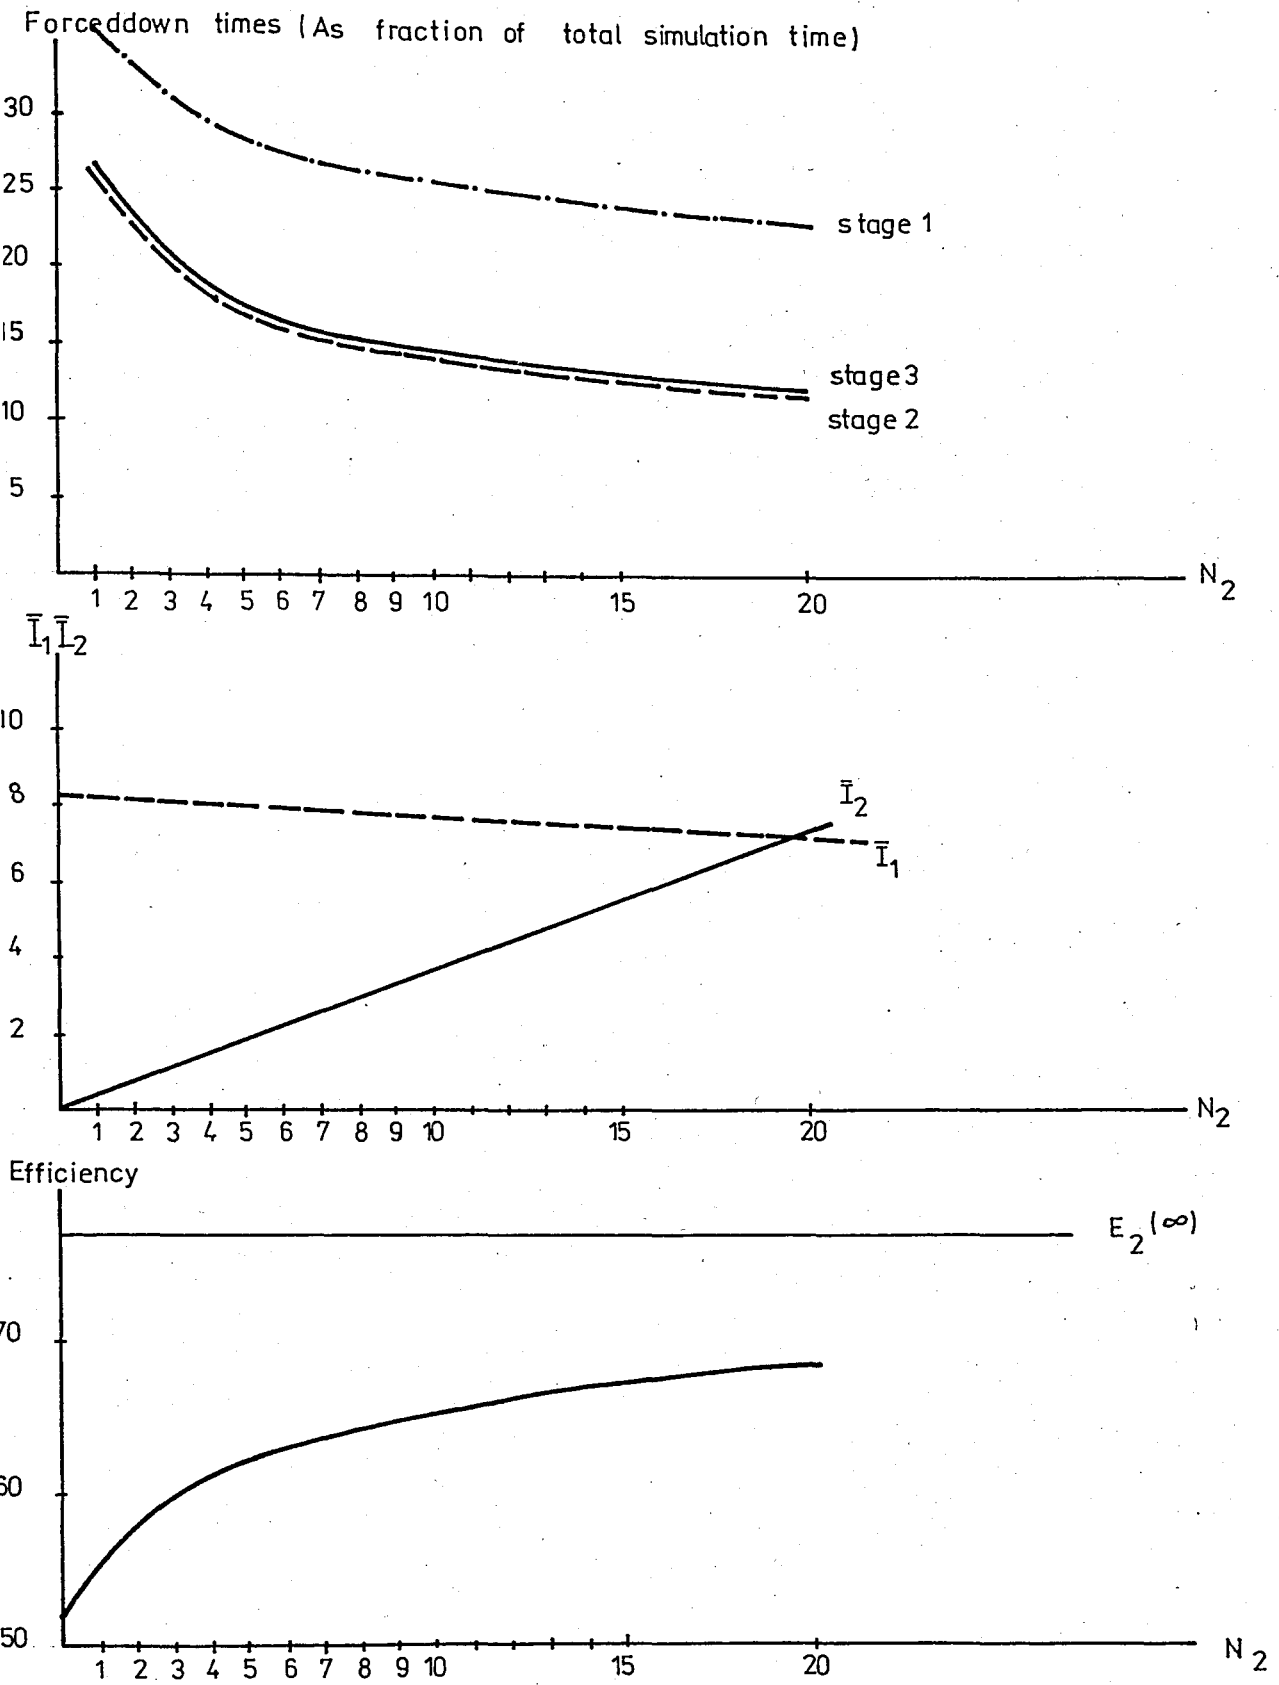 Forceddown times (As fraction of total simulation time)
30
25
20
15
10
5
stage 1
stage 3
stage 2
1 2 3 4 5 6 7 8 9 10 15 20
N2
Ī1 Ī2
10
8
6
4
2
Ī2
Ī1
1 2 3 4 5 6 7 8 9 10 15 20
N2
Efficiency
E2(∞)
70
60
50
1 2 3 4 5 6 7 8 9 10 15 20
N2